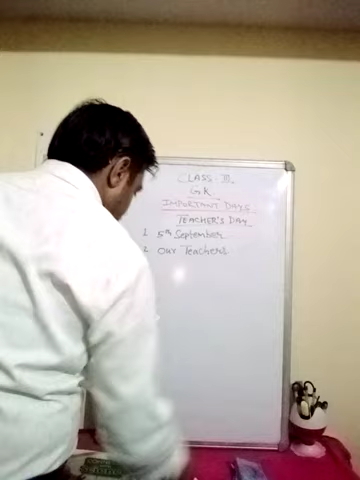 CLASS - III.
G.K
IMPORTANT DAYS
TEACHER'S DAY
1 5th September
2 Our Teachers